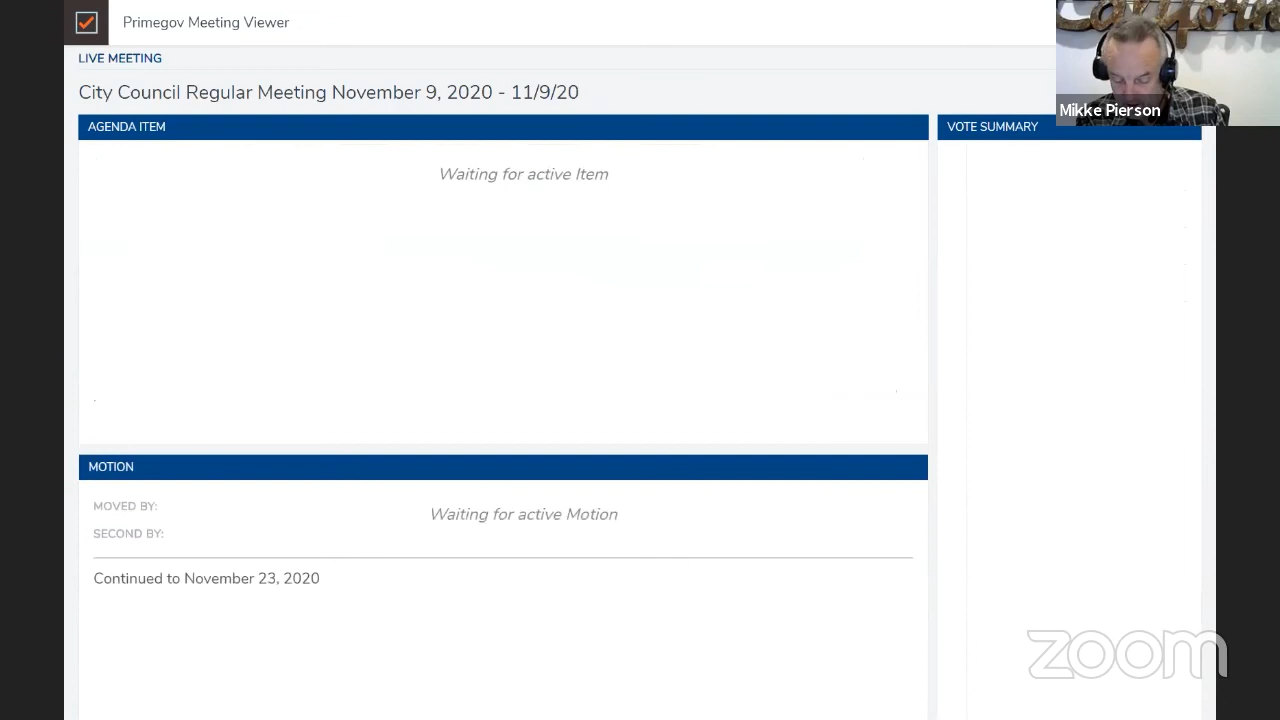 Primegov Meeting Viewer
LIVE MEETING
City Council Regular Meeting November 9, 2020 - 11/9/20
Mikke Pierson
AGENDA ITEM
VOTE SUMMARY
Waiting for active Item
MOTION
MOVED BY:
Waiting for active Motion
SECOND BY:
Continued to November 23, 2020
zoom